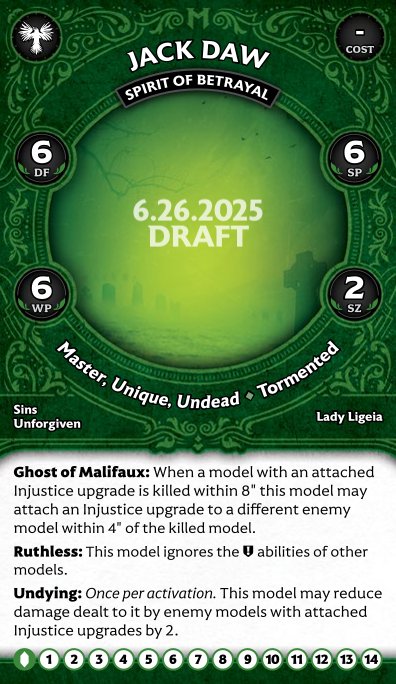 -
COST
JACK DAW
SPIRIT OF BETRAYAL
6
DF
6
SP
6.26.2025
DRAFT
6
WP
2
SZ
Master, Unique, Undead ◆ Tormented
Sins
Unforgiven
Lady Ligeia
Ghost of Malifaux: When a model with an attached
Injustice upgrade is killed within 8" this model may
attach an Injustice upgrade to a different enemy
model within 4" of the killed model.
Ruthless: This model ignores the abilities of other
models.
Undying: Once per activation. This model may reduce
damage dealt to it by enemy models with attached
Injustice upgrades by 2.
1 2 3 4 5 6 7 8 9 10 11 12 13 14